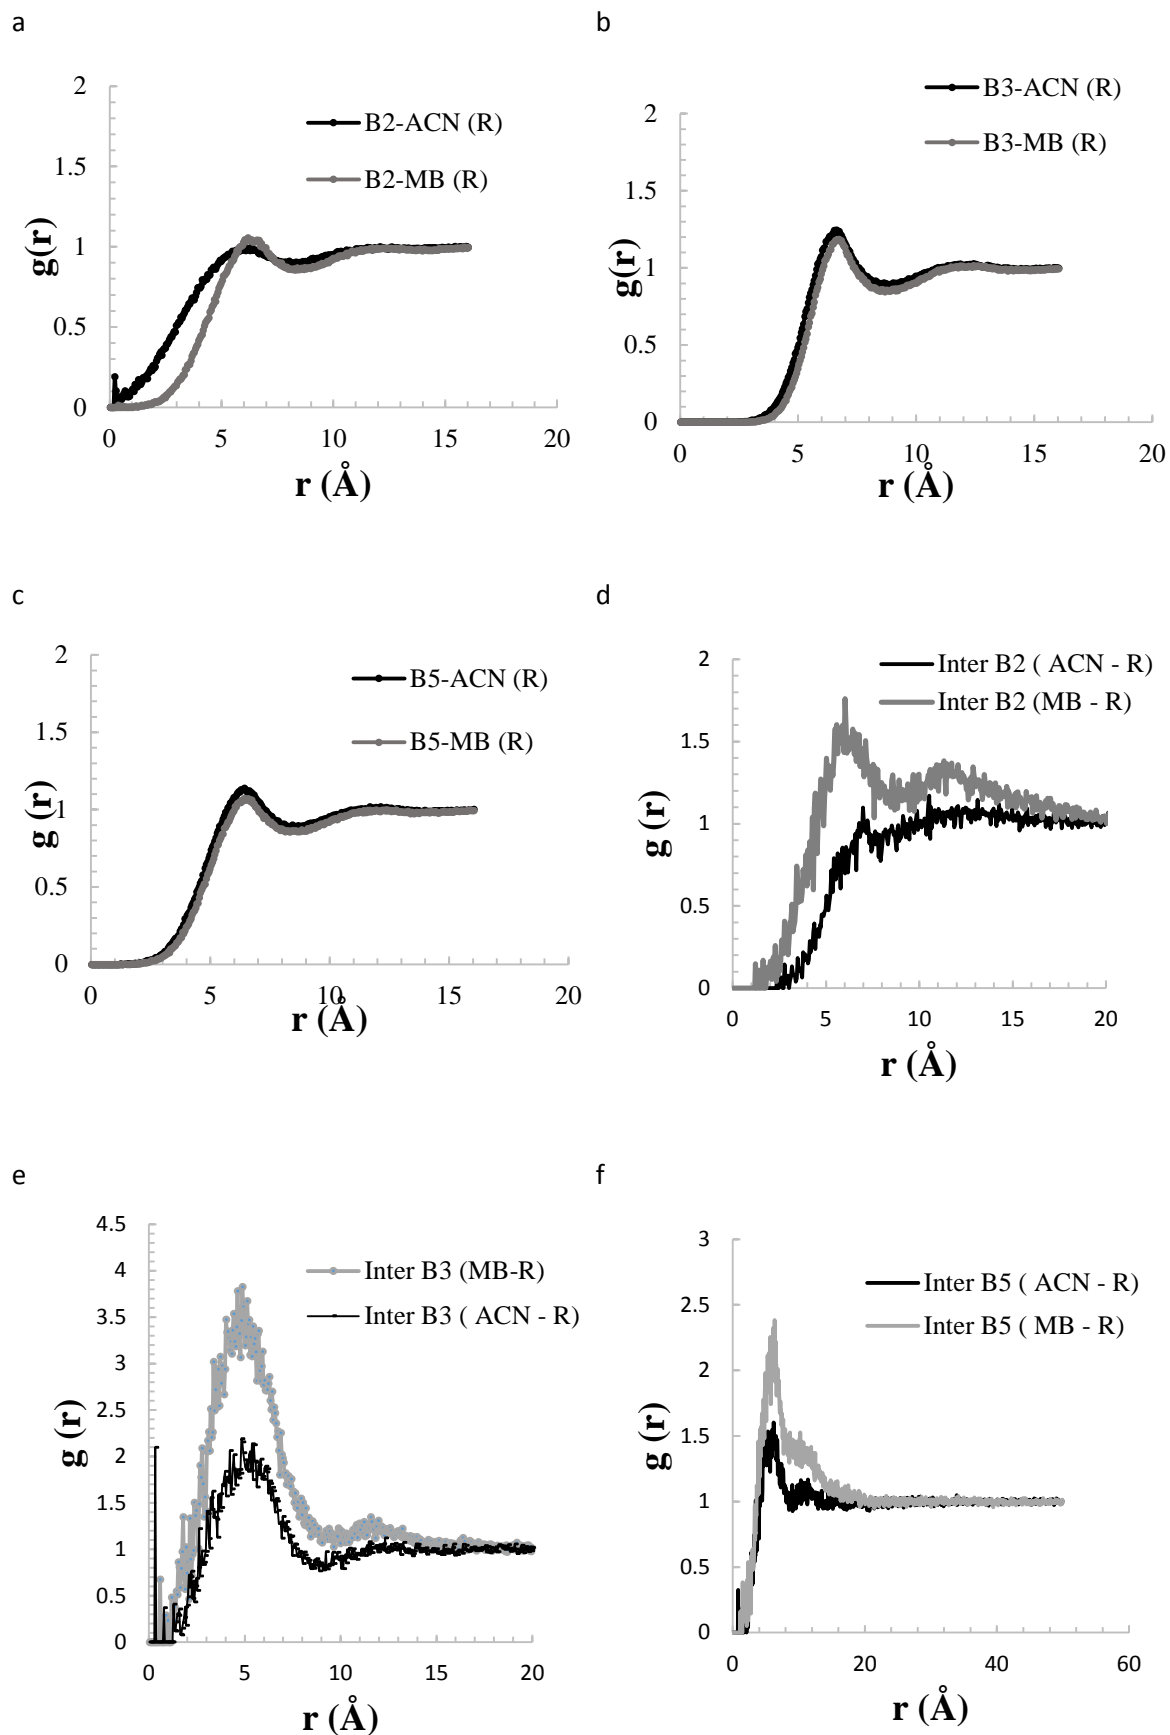 a
2
1.5
1
0.5
0
0
5
10
15
20
g(r)
r (Å)
B2-ACN (R)
B2-MB (R)
b
2
1.5
1
0.5
0
0
5
10
15
20
g(r)
r (Å)
B3-ACN (R)
B3-MB (R)
c
2
1.5
1
0.5
0
0
5
10
15
20
g (r)
r (Å)
B5-ACN (R)
B5-MB (R)
d
2
1.5
1
0.5
0
0
5
10
15
20
g (r)
r (Å)
Inter B2 ( ACN - R)
Inter B2 (MB - R)
e
4.5
4
3.5
3
2.5
2
1.5
1
0.5
0
0
5
10
15
20
g (r)
r (Å)
Inter B3 (MB-R)
Inter B3 ( ACN - R)
f
3
2.5
2
1.5
1
0.5
0
0
20
40
60
g (r)
r (Å)
Inter B5 ( ACN - R)
Inter B5 ( MB - R)